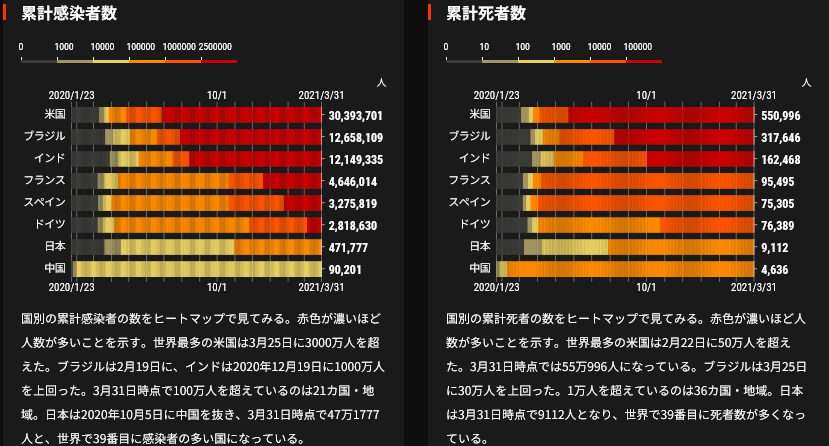 累計感染者数
0 1000 10000 100000 1000000 2500000
人
2020/1/23 10/1 2021/3/31
米国 30,393,701
ブラジル 12,658,109
インド 12,149,335
フランス 4,646,014
スペイン 3,275,819
ドイツ 2,818,630
日本 471,777
中国 90,201
2020/1/23 10/1 2021/3/31
国別の累計感染者の数をヒートマップで見てみる。赤色が濃いほど
人数が多いことを示す。世界最多の米国は3月25日に3000万人を超
えた。ブラジルは2月19日に、インドは2020年12月19日に1000万人
を上回った。3月31日時点で100万人を超えているのは21カ国・地
域。日本は2020年10月5日に中国を抜き、3月31日時点で47万1777
人と、世界で39番目に感染者の多い国になっている。
累計死者数
0 10 100 1000 10000 100000
人
2020/1/23 10/1 2021/3/31
米国 550,996
ブラジル 317,646
インド 162,468
フランス 95,495
スペイン 75,305
ドイツ 76,389
日本 9,112
中国 4,636
2020/1/23 10/1 2021/3/31
国別の累計死者の数をヒートマップで見てみる。赤色が濃いほど人
数が多いことを示す。世界最多の米国は2月22日に50万人を超え
た。3月31日時点では55万996人になっている。ブラジルは3月25日
に30万人を上回った。1万人を超えているのは36カ国・地域。日本
は3月31日時点で9112人となり、世界で39番目に死者数が多くなっ
ている。